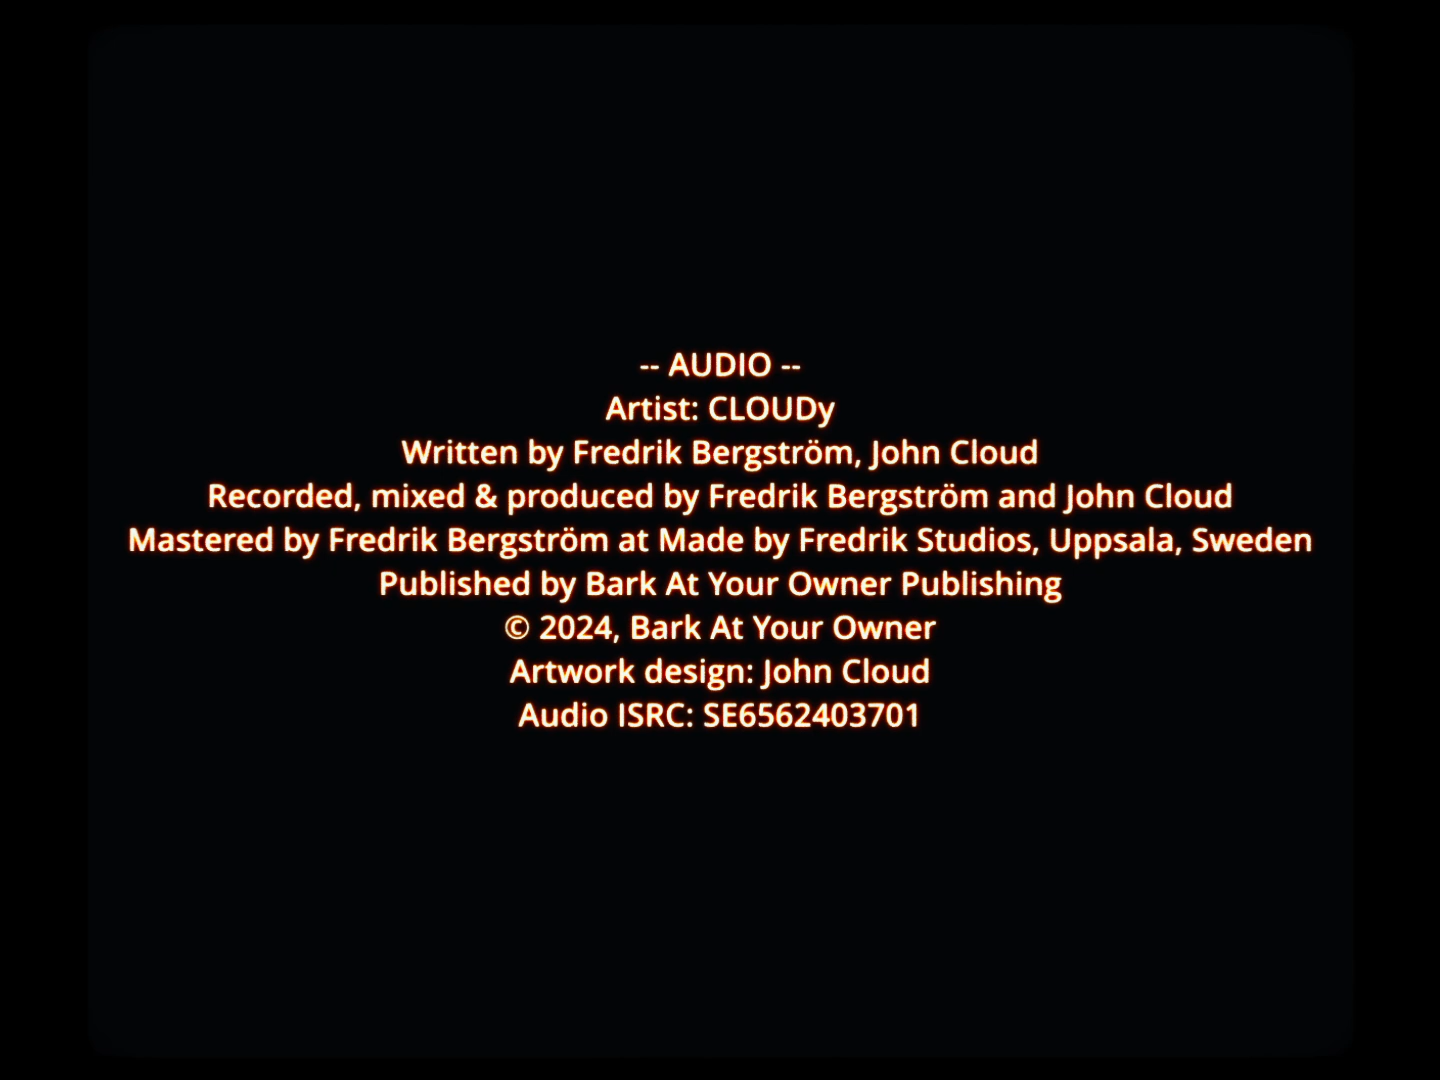 -- AUDIO --
Artist: CLOUDy
Written by Fredrik Bergström, John Cloud
Recorded, mixed & produced by Fredrik Bergström and John Cloud
Mastered by Fredrik Bergström at Made by Fredrik Studios, Uppsala, Sweden
Published by Bark At Your Owner Publishing
© 2024, Bark At Your Owner
Artwork design: John Cloud
Audio ISRC: SE6562403701